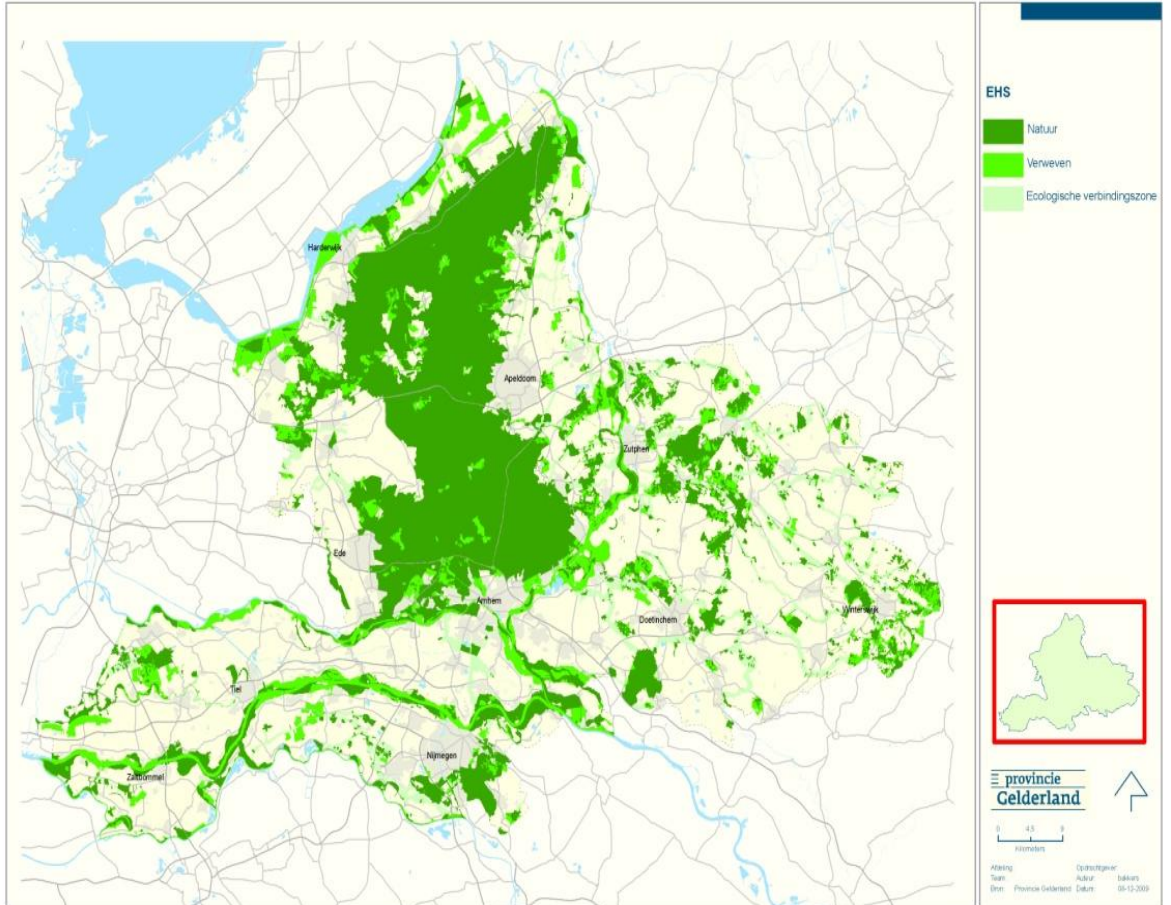 Harderwijk
Apeldoorn
Zutphen
Ede
Arnhem
Doetinchem
Winterswijk
Tiel
Nijmegen
Zaltbommel
EHS
Natuur
Verweven
Ecologische verbindingszone
provincie
Gelderland
0 4,5 9
Kilometers
Afdeling Opdrachtgever
Team Auteur bakkers
Bron: Provincie Gelderland Datum: 08-12-2009